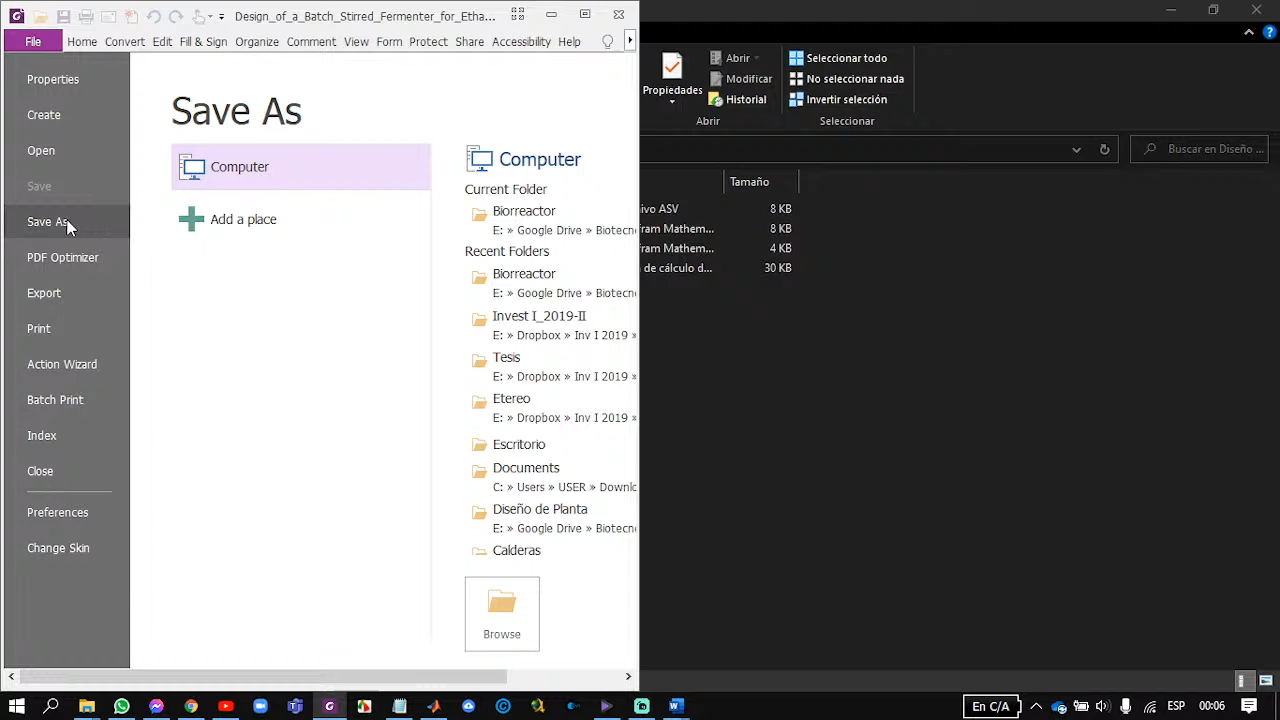 Design_of_a_Batch_Stirred_Fermenter_for_Etha...
File Home Convert Edit Fill & Sign Organize Comment View Form Protect Share Accessibility Help
Properties
Create
Open
Save
Save As
PDF Optimizer
Export
Print
Action Wizard
Batch Print
Index
Close
Preferences
Change Skin
Save As
Computer
Add a place
Computer
Current Folder
Biorreactor
E: » Google Drive » Biotecn
Recent Folders
Biorreactor
E: » Google Drive » Biotecn
Invest I_2019-II
E: » Dropbox » Inv I 2019 »
Tesis
E: » Dropbox » Inv I 2019 »
Etereo
E: » Dropbox » Inv I 2019 »
Escritorio
Documents
C: » Users » USER » Downlo
Diseño de Planta
E: » Google Drive » Biotecn
Calderas
Browse
Propiedades
Abrir
Modificar
Historial
Abrir
Seleccionar todo
No seleccionar nada
Invertir selección
Seleccionar
Buscar en Diseño ...
Tamaño
ivo ASV 8 KB
fram Mathem... 8 KB
fram Mathem... 4 KB
de cálculo d... 30 KB
En C/A
ESP
00:06